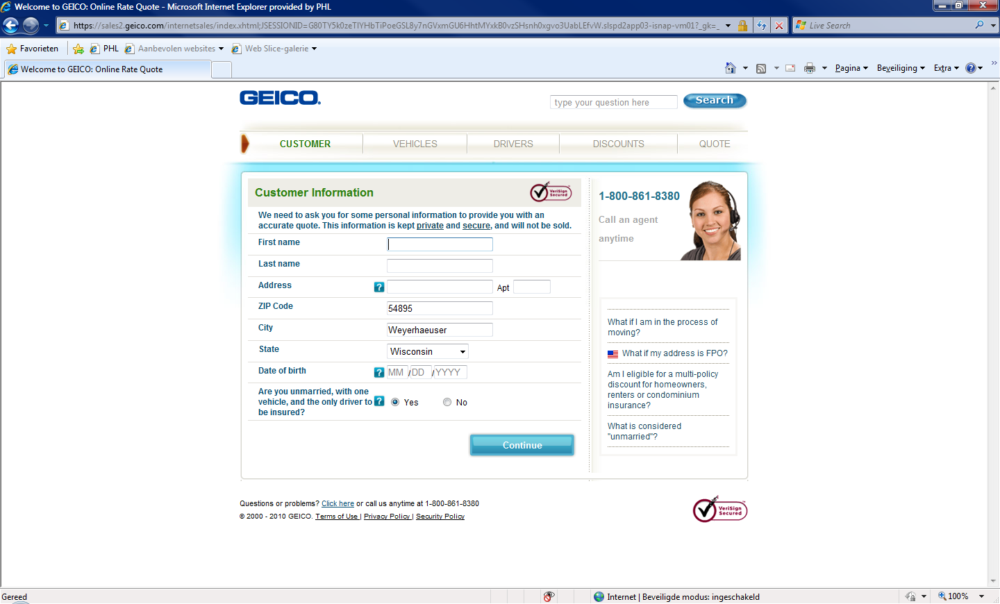 Welcome to GEICO: Online Rate Quote - Microsoft Internet Explorer provided by PHL
https://sales2.geico.com/internetsales/index.xhtml;JSESSIONID=G80TY5k0zeTIYHbTiPoeGSL8y7nGVxmGU6HhtMYxkB0vzSHsnh0xgvo3UabLEfvW.slspd2app03-isnap-vm01?_gk=_
Live Search
Favorieten
PHL
Aanbevolen websites
Web Slice-galerie
Welcome to GEICO: Online Rate Quote
Pagina
Beveiliging
Extra
GEICO.
type your question here
Search
CUSTOMER
VEHICLES
DRIVERS
DISCOUNTS
QUOTE
Customer Information
VeriSign
Secured
We need to ask you for some personal information to provide you with an
accurate quote. This information is kept private and secure, and will not be sold.
First name
Last name
Address
? Apt
ZIP Code
54895
City
Weyerhaeuser
State
Wisconsin
Date of birth
? MM / DD / YYYY
Are you unmarried, with one
vehicle, and the only driver to
be insured?
? Yes No
Continue
1-800-861-8380
Call an agent
anytime
What if I am in the process of
moving?
What if my address is FPO?
Am I eligible for a multi-policy
discount for homeowners,
renters or condominium
insurance?
What is considered
"unmarried"?
Questions or problems? Click here or call us anytime at 1-800-861-8380
© 2000 - 2010 GEICO. Terms of Use | Privacy Policy | Security Policy
VeriSign
Secured
Gereed
Internet | Beveiligde modus: ingeschakeld
100%